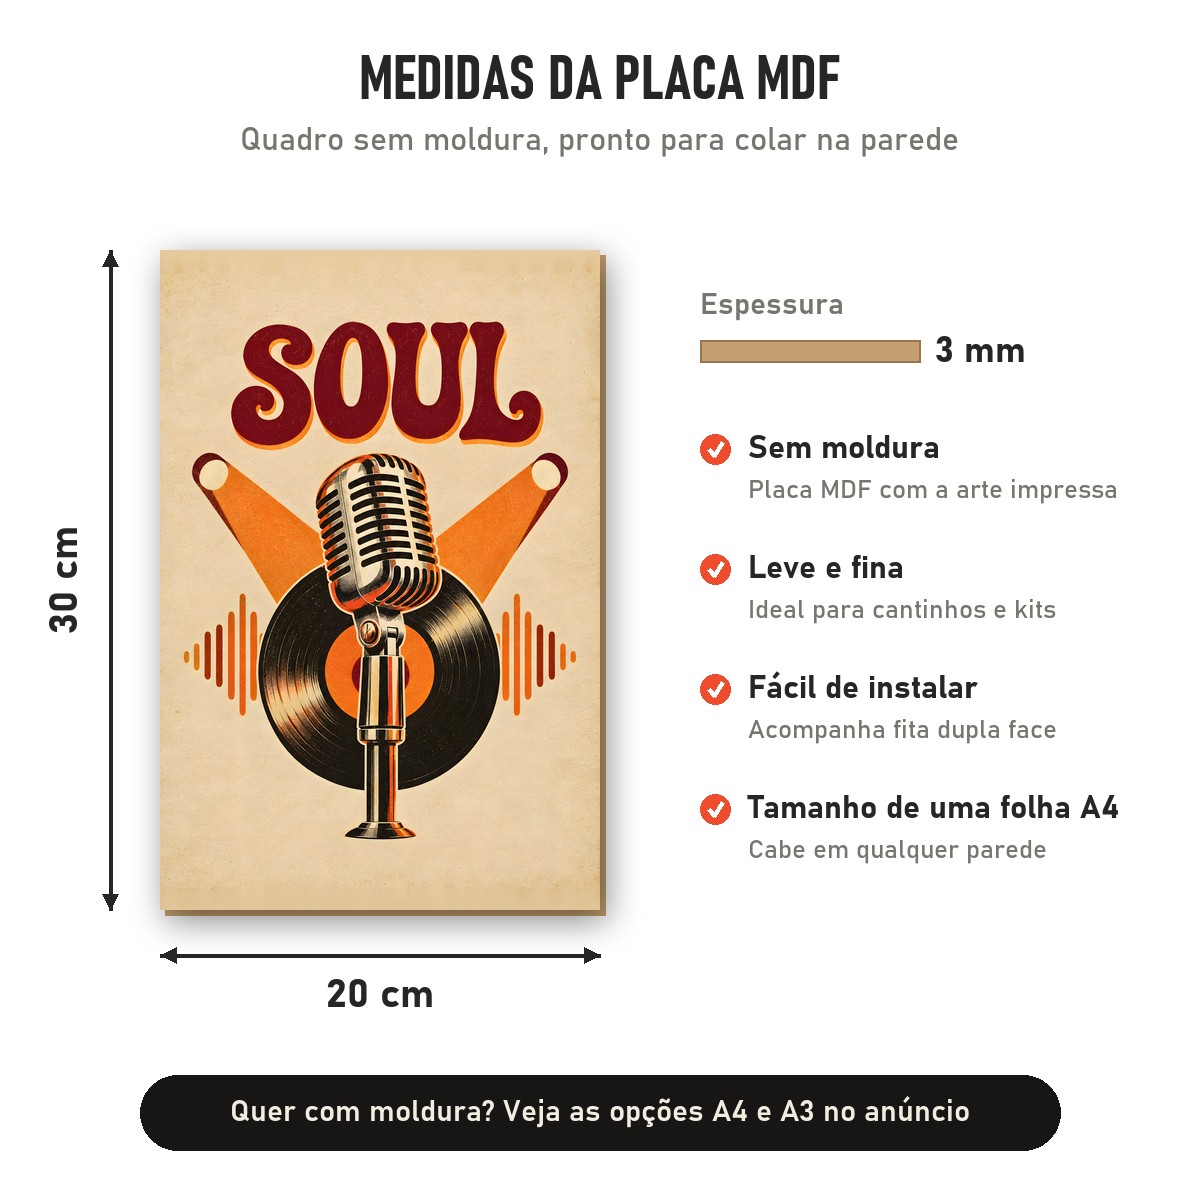 MEDIDAS DA PLACA MDF
Quadro sem moldura, pronto para colar na parede
SOUL
30 cm
20 cm
Espessura
3 mm
Sem moldura
Placa MDF com a arte impressa
Leve e fina
Ideal para cantinhos e kits
Fácil de instalar
Acompanha fita dupla face
Tamanho de uma folha A4
Cabe em qualquer parede
Quer com moldura? Veja as opções A4 e A3 no anúncio